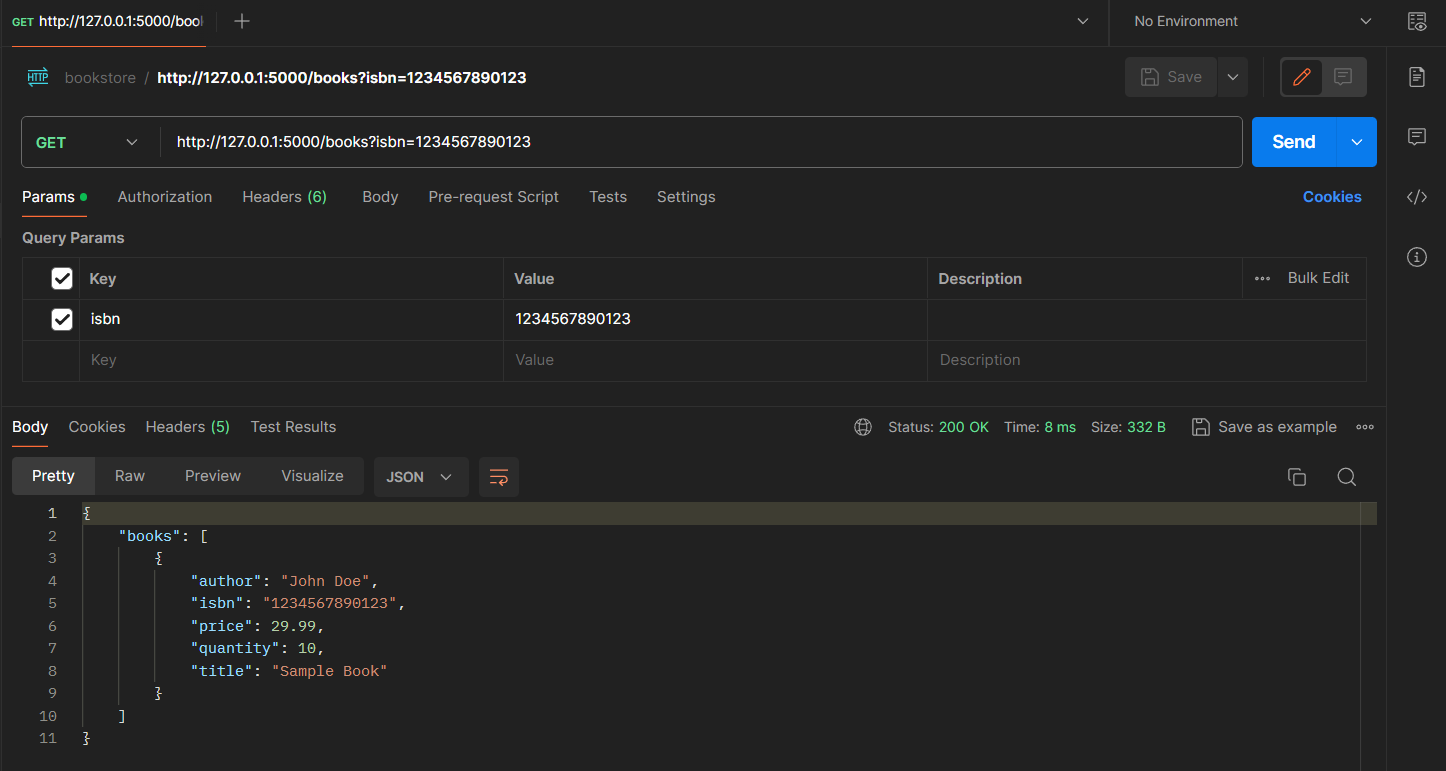 GET http://127.0.0.1:5000/boo
No Environment
HTTP bookstore / http://127.0.0.1:5000/books?isbn=1234567890123
Save
GET http://127.0.0.1:5000/books?isbn=1234567890123
Send
Params Authorization Headers (6) Body Pre-request Script Tests Settings Cookies
Query Params
Key Value Description Bulk Edit
isbn 1234567890123
Key Value Description
Body Cookies Headers (5) Test Results Status: 200 OK Time: 8 ms Size: 332 B Save as example
Pretty Raw Preview Visualize JSON
1 {
2 "books": [
3 {
4 "author": "John Doe",
5 "isbn": "1234567890123",
6 "price": 29.99,
7 "quantity": 10,
8 "title": "Sample Book"
9 }
10 ]
11 }